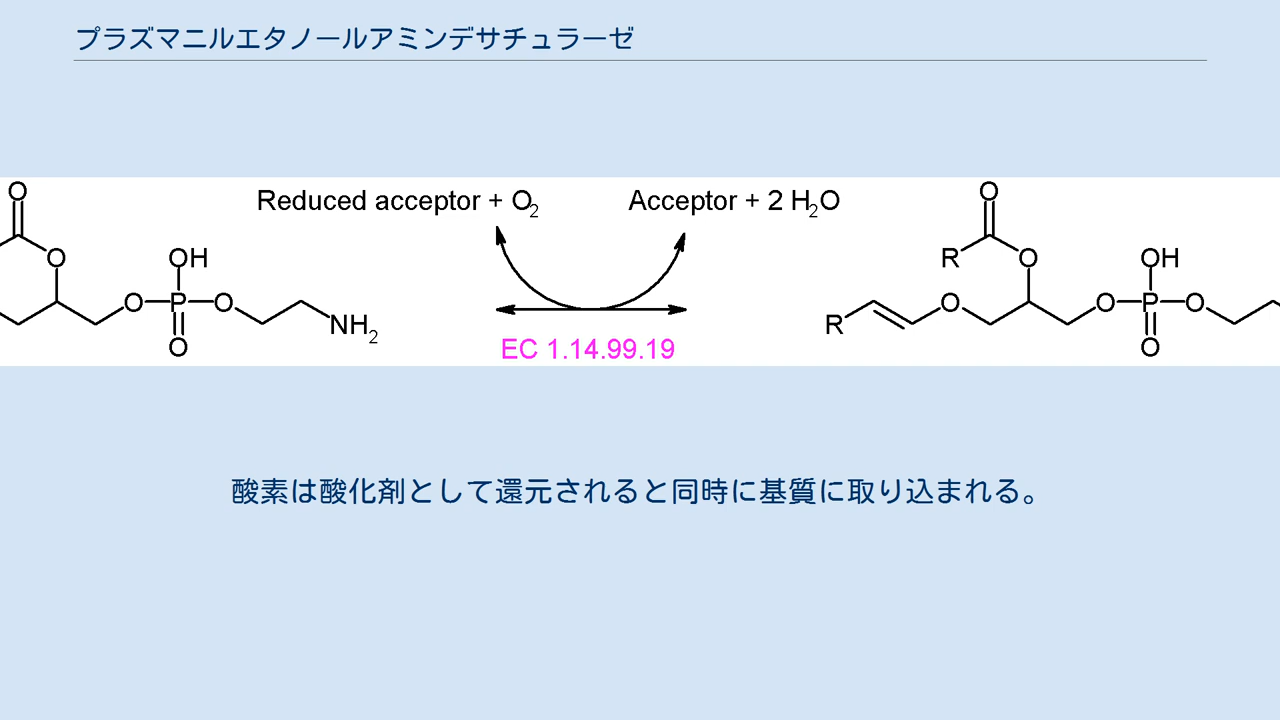 プラズマニルエタノールアミンデサチュラーゼ
Reduced acceptor + O2
Acceptor + 2 H2O
O
O
OH
O
P
O
O
NH2
EC 1.14.99.19
O
R
O
OH
R
O
O
P
O
O
酸素は酸化剤として還元されると同時に基質に取り込まれる。